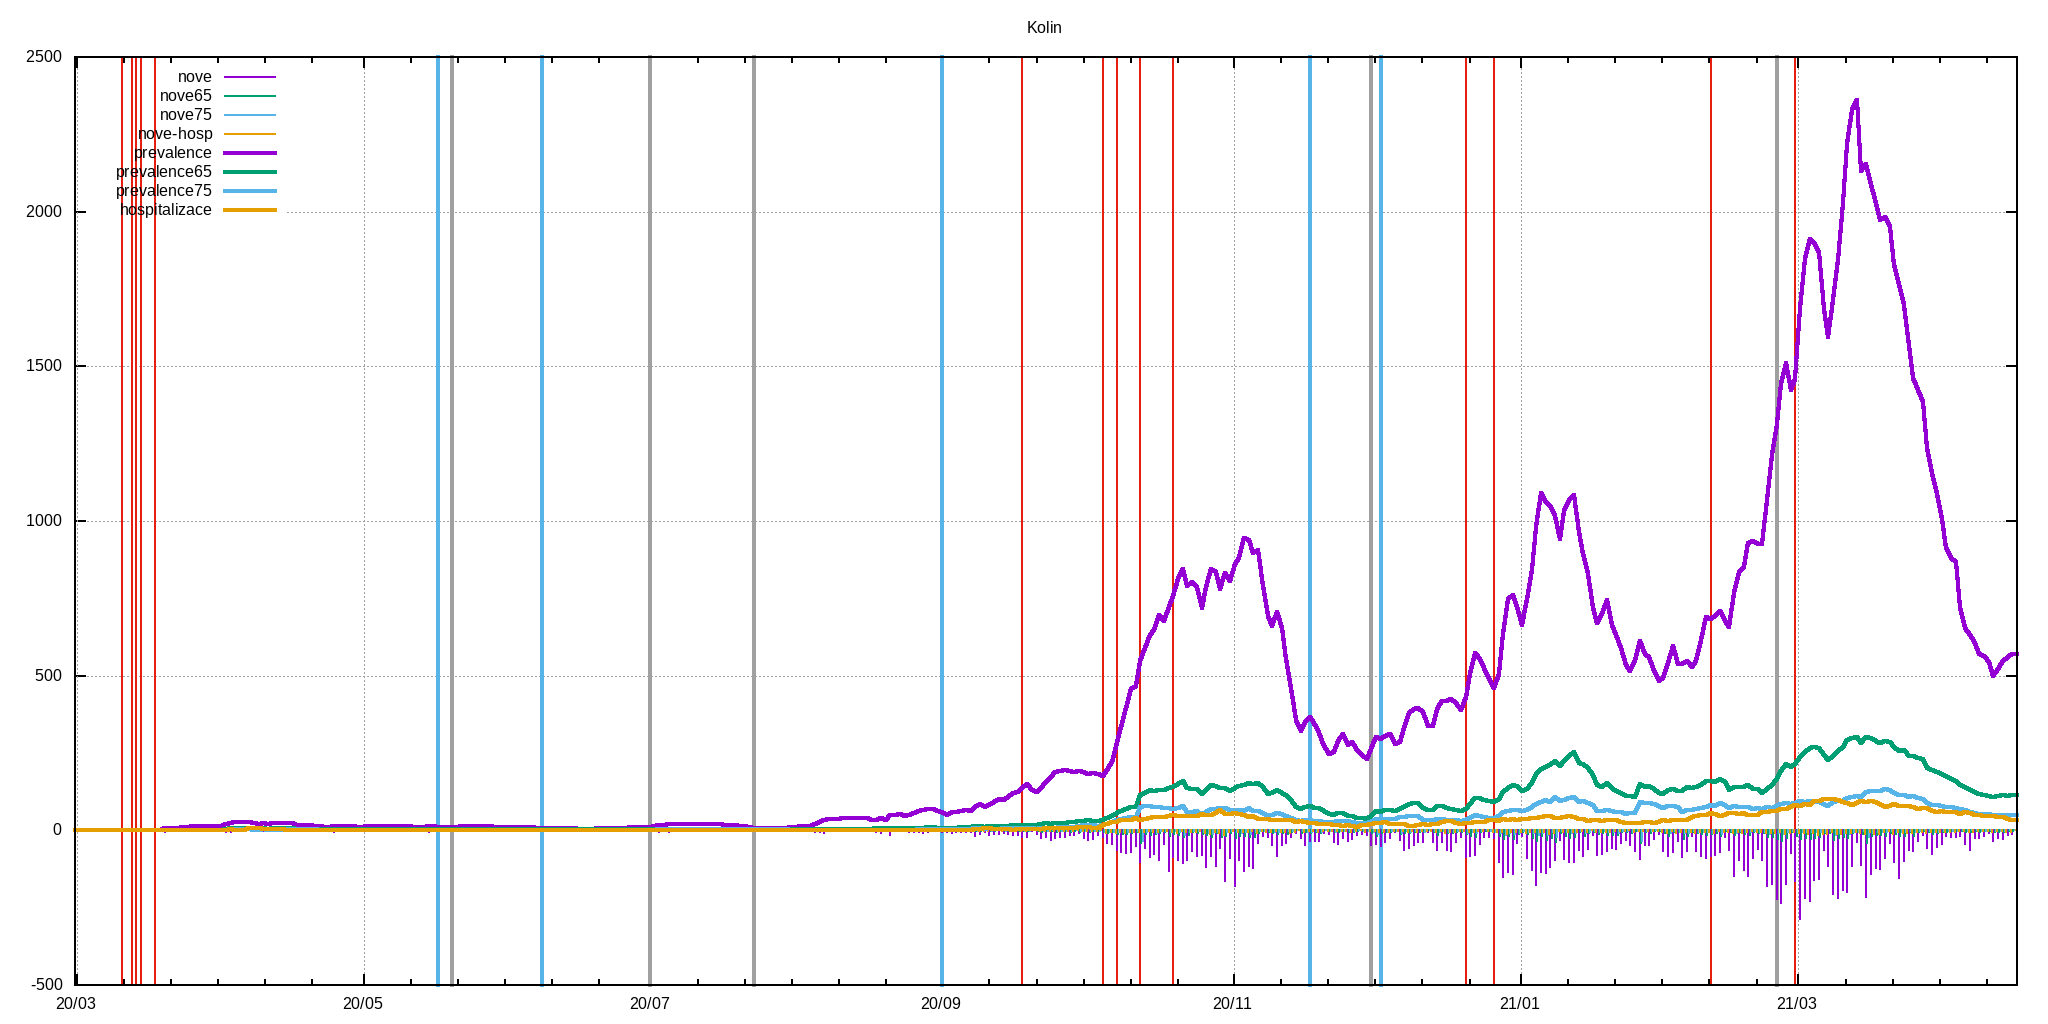 Kolin
2500
2000
1500
1000
500
0
-500
nove
nove65
nove75
nove-hosp
prevalence
prevalence65
prevalence75
hospitalizace
20/03 20/05 20/07 20/09 20/11 21/01 21/03